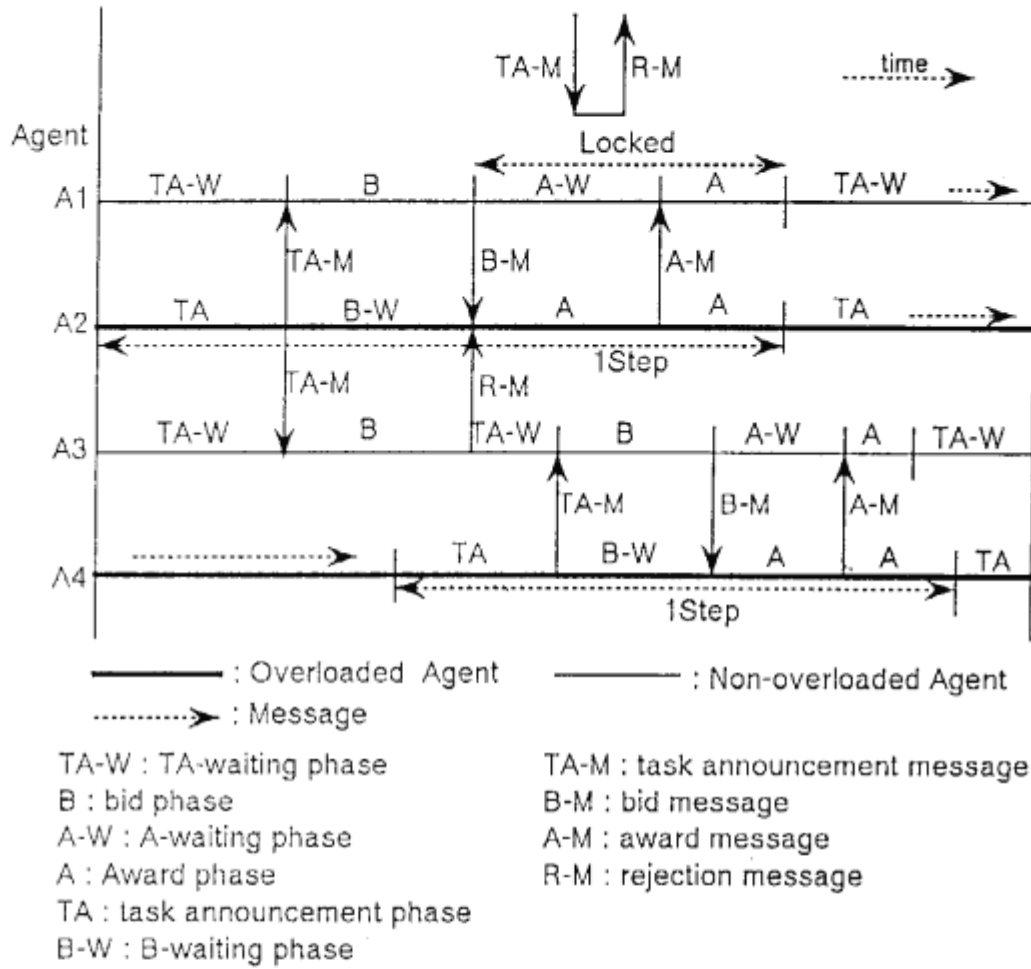 TA-M R-M time
Agent Locked
TA-W B A-W A TA-W
A1
TA-M B-M A-M
TA B-W A A TA
A2
1Step
TA-M R-M
TA-W B TA-W B A-W A TA-W
A3
TA-M B-M A-M
TA B-W A A TA
A4
1Step
: Overloaded Agent : Non-overloaded Agent
: Message
TA-W : TA-waiting phase TA-M : task announcement message
B : bid phase B-M : bid message
A-W : A-waiting phase A-M : award message
A : Award phase R-M : rejection message
TA : task announcement phase
B-W : B-waiting phase